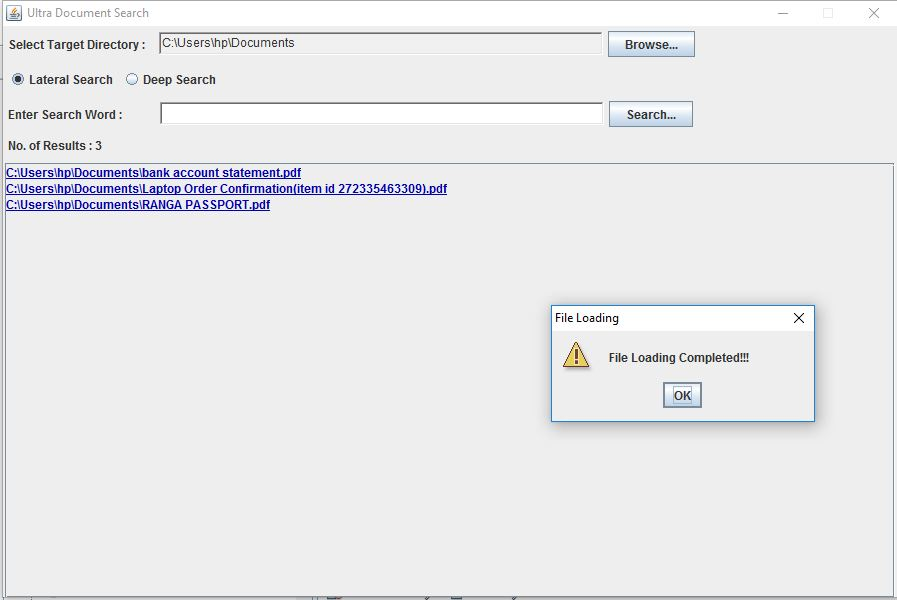 Ultra Document Search
Select Target Directory : C:\Users\hp\Documents Browse...
Lateral Search Deep Search
Enter Search Word : Search...
No. of Results : 3
C:\Users\hp\Documents\bank account statement.pdf
C:\Users\hp\Documents\Laptop Order Confirmation(item id 272335463309).pdf
C:\Users\hp\Documents\RANGA PASSPORT.pdf
File Loading
File Loading Completed!!!
OK